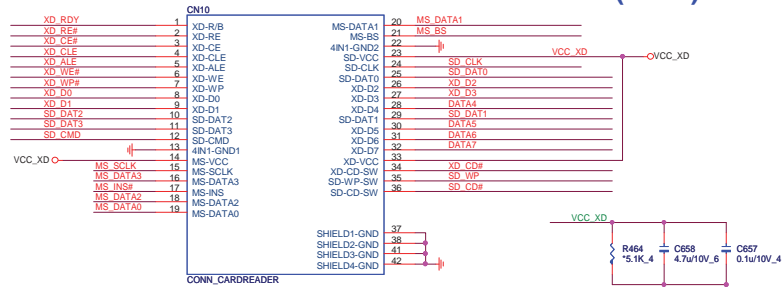 CN10
XD_RDY 1 XD-R/B MS-DATA1 20 MS_DATA1
XD_RE# 2 XD-RE MS-BS 21 MS_BS
XD_CE# 3 XD-CE 4IN1-GND2 22
XD_CLE 4 XD-CLE SD-VCC 23 VCC_XD VCC_XD
XD_ALE 5 XD-ALE SD-CLK 24 SD_CLK
XD_WE# 6 XD-WE SD-DAT0 25 SD_DAT0
XD_WP# 7 XD-WP XD-D2 26 XD_D2
XD_D0 8 XD-D0 XD-D3 27 XD_D3
XD_D1 9 XD-D1 XD-D4 28 DATA4
SD_DAT2 10 SD-DAT2 SD-DAT1 29 SD_DAT1
SD_DAT3 11 SD-DAT3 XD-D5 30 DATA5
SD_CMD 12 SD-CMD XD-D6 31 DATA6
13 4IN1-GND1 XD-D7 32 DATA7
VCC_XD 14 MS-VCC XD-VCC 33
MS_SCLK 15 MS-SCLK XD-CD-SW 34 XD_CD#
MS_DATA3 16 MS-DATA3 SD-WP-SW 35 SD_WP
MS_INS# 17 MS-INS SD-CD-SW 36 SD_CD#
MS_DATA2 18 MS-DATA2
MS_DATA0 19 MS-DATA0
SHIELD1-GND 37
SHIELD2-GND 38
SHIELD3-GND 41
SHIELD4-GND 42
CONN_CARDREADER
VCC_XD
R464 C658 C657
*5.1K_4 4.7u/10V_6 0.1u/10V_4